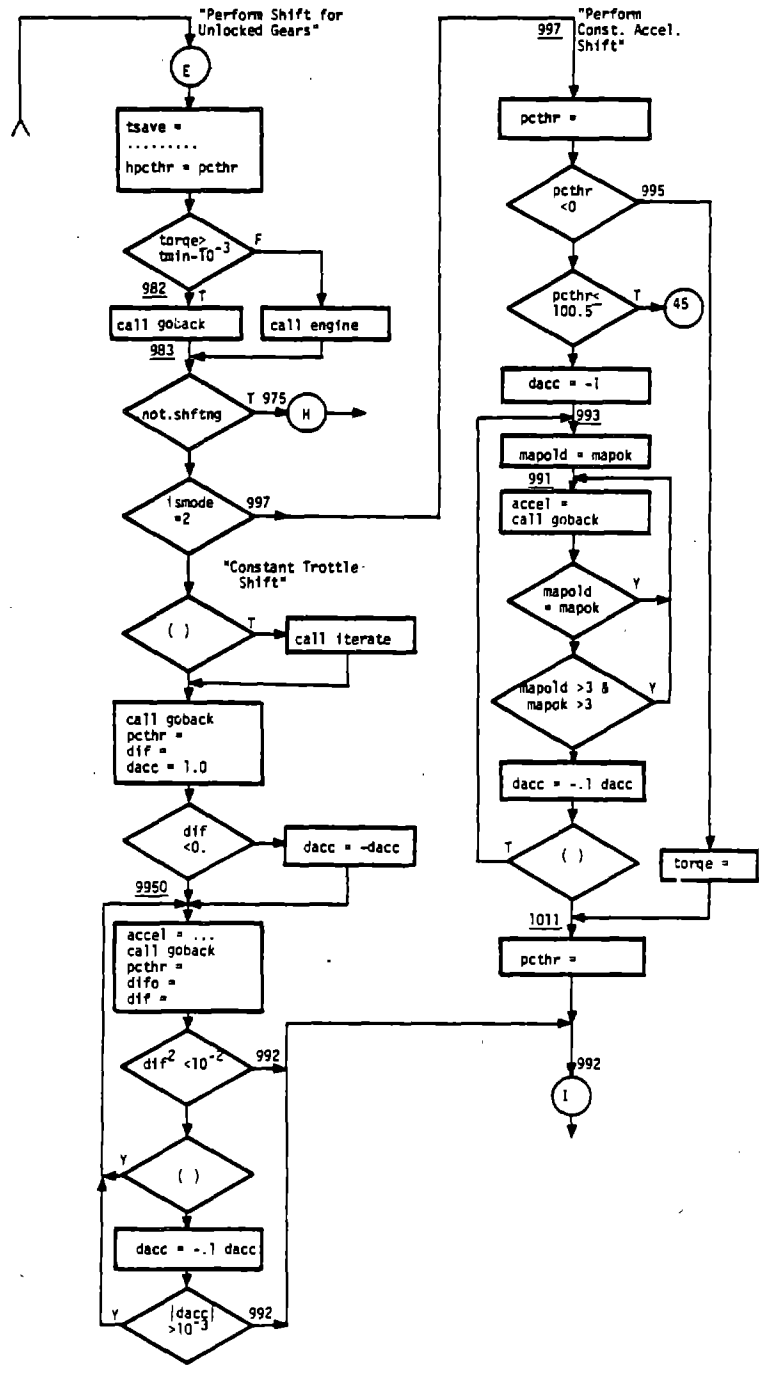 "Perform Shift for
Unlocked Gears"
E
tsave =
.........
hpcthr = pcthr
torqe>
tmin-10^-3
F
982
T
call goback
call engine
983
not.shftng
T 975
H
ismode
=2
997
"Constant Trottle
Shift"
( )
T
call iterate
call goback
pcthr =
dif =
dacc = 1.0
dif
<0.
dacc = -dacc
9950
accel = ...
call goback
pcthr =
difo =
dif =
dif^2 <10^-2
992
Y
( )
dacc = -.1 dacc
Y
|dacc|
>10^-3
992
"Perform
Const. Accel.
Shift"
997
pcthr =
pcthr
<0
995
pcthr<
100.5
T
45
dacc = -1
993
mapold = mapok
991
accel =
call goback
mapold
= mapok
Y
mapold >3 &
mapok >3
Y
dacc = -.1 dacc
T
( )
torqe =
1011
pcthr =
992
I